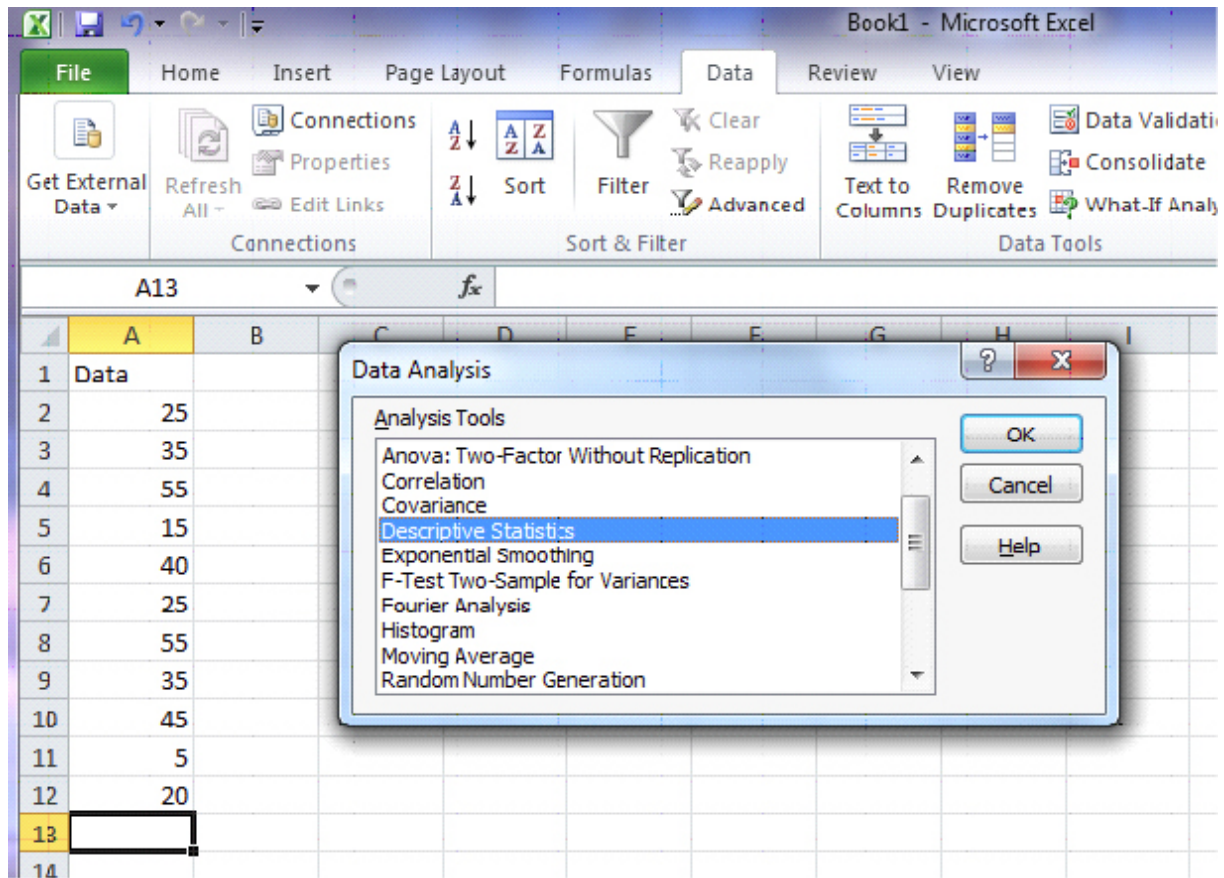 Book1 - Microsoft Excel
File Home Insert Page Layout Formulas Data Review View
Get External Data
Refresh All
Connections
Properties
Edit Links
Connections
A Z
Z A
A Z
Z A
Sort
Filter
Clear
Reapply
Advanced
Sort & Filter
Text to Columns
Remove Duplicates
Data Validati
Consolidate
What-If Analy
Data Tools
A13 fx
A B C D E F G H I
1 Data
2 25
3 35
4 55
5 15
6 40
7 25
8 55
9 35
10 45
11 5
12 20
13
14
Data Analysis
?
X
Analysis Tools
Anova: Two-Factor Without Replication
Correlation
Covariance
Descriptive Statistics
Exponential Smoothing
F-Test Two-Sample for Variances
Fourier Analysis
Histogram
Moving Average
Random Number Generation
OK
Cancel
Help